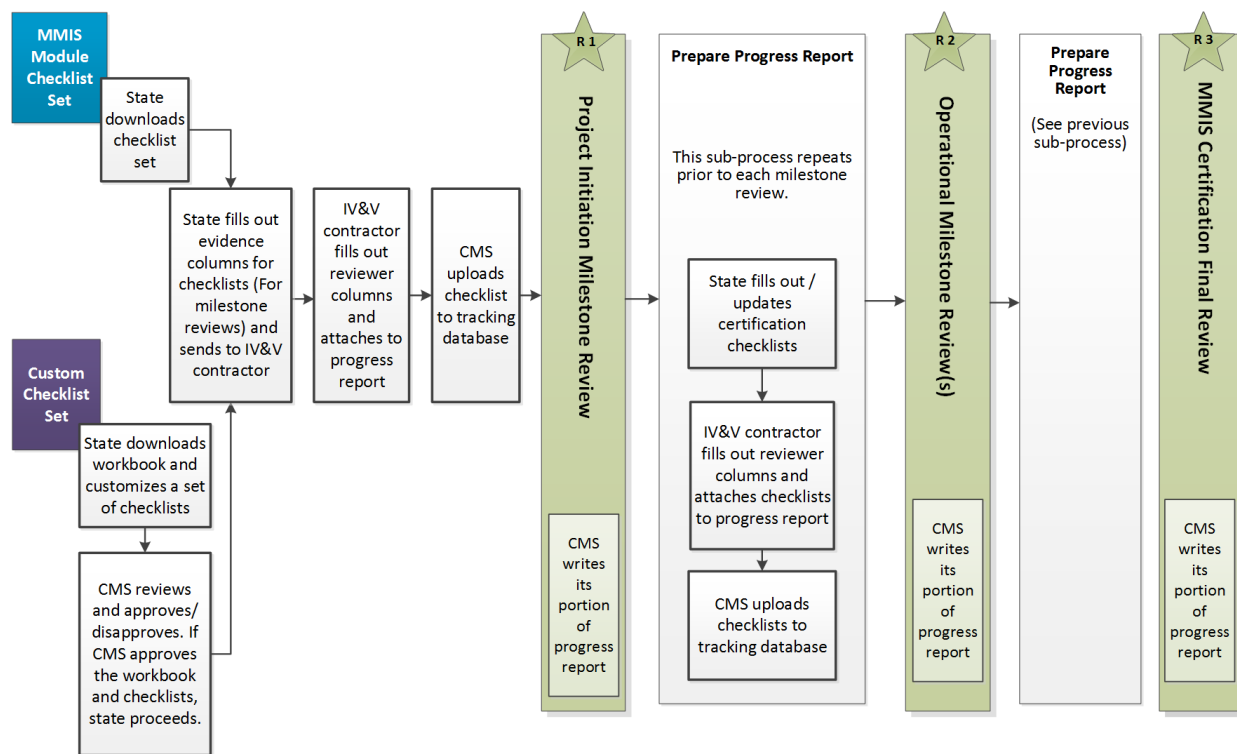 MMIS
Module
Checklist
Set
State
downloads
checklist
set
State fills out
evidence
columns for
checklists (For
milestone
reviews) and
sends to IV&V
contractor
Custom
Checklist
Set
State downloads
workbook and
customizes a set
of checklists
CMS reviews
and approves/
disapproves. If
CMS approves
the workbook
and checklists,
state proceeds.
IV&V
contractor
fills out
reviewer
columns
and
attaches to
progress
report
CMS
uploads
checklist
to tracking
database
R 1
Project Initiation Milestone Review
CMS
writes
its
portion
of
progress
report
Prepare Progress Report
This sub-process repeats
prior to each milestone
review.
State fills out /
updates
certification
checklists
IV&V contractor
fills out reviewer
columns and
attaches checklists
to progress report
CMS uploads
checklists to
tracking database
R 2
Operational Milestone Review(s)
CMS
writes
its
portion
of
progress
report
Prepare
Progress
Report
(See previous
sub-process)
R 3
MMIS Certification Final Review
CMS
writes
its
portion
of
progress
report